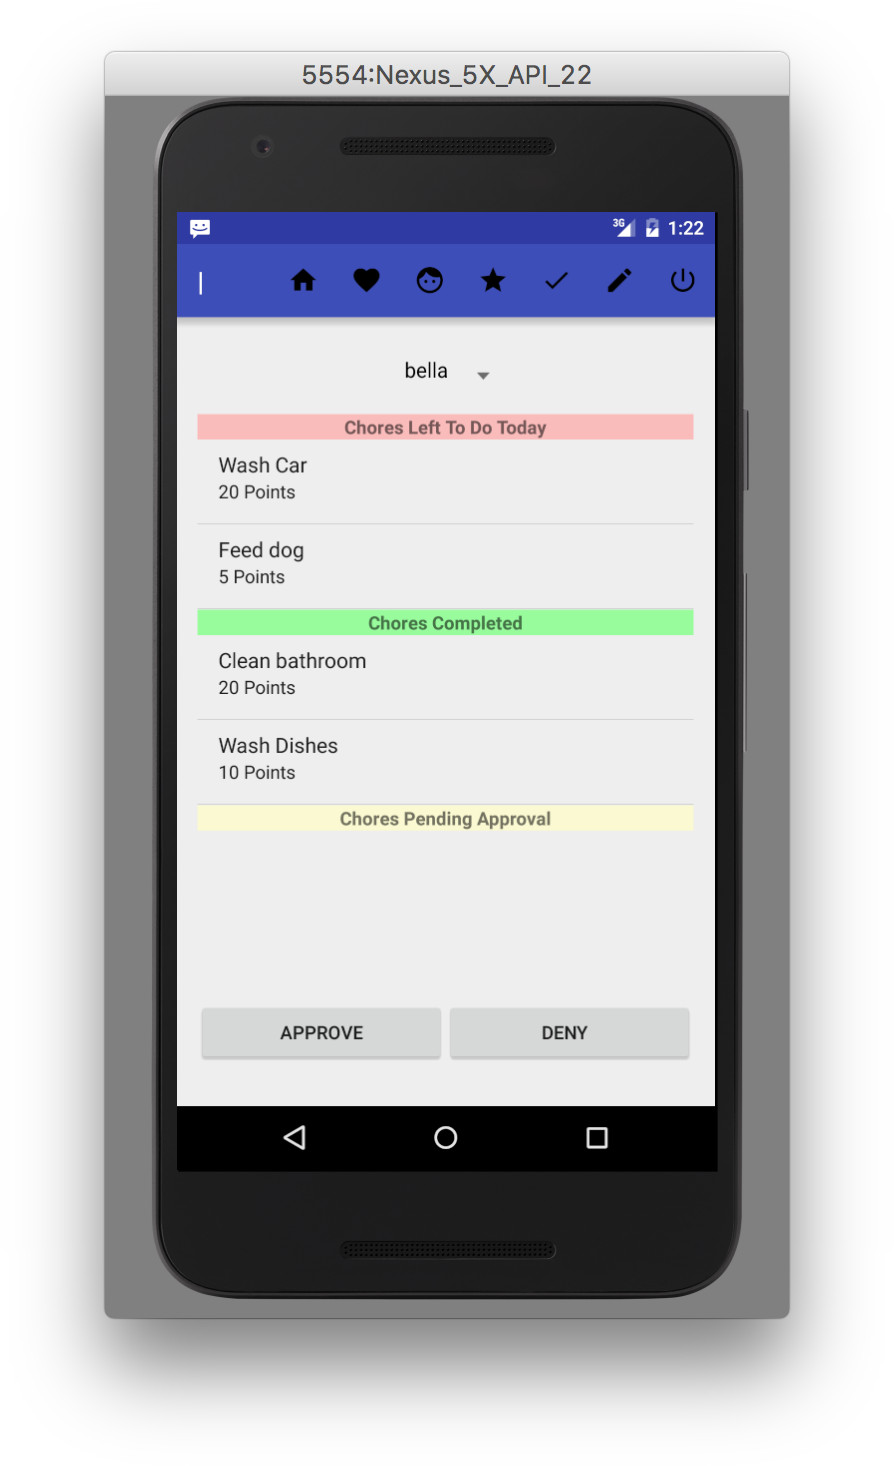 5554:Nexus_5X_API_22
3G 1:22
bella
Chores Left To Do Today
Wash Car
20 Points
Feed dog
5 Points
Chores Completed
Clean bathroom
20 Points
Wash Dishes
10 Points
Chores Pending Approval
APPROVE DENY